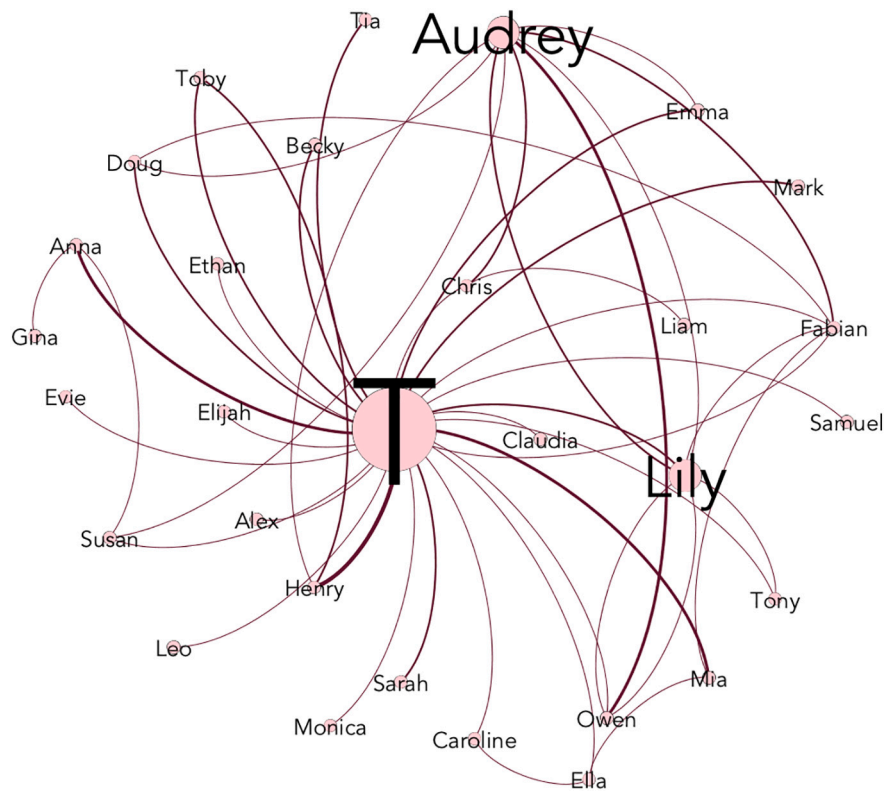 Tia
Audrey
Toby
Emma
Becky
Doug
Mark
Anna
Ethan
Chris
Liam
Fabian
Gina
Evie
Elijah
T
Samuel
Claudia
Lily
Alex
Susan
Henry
Tony
Leo
Sarah
Mia
Monica
Owen
Caroline
Ella